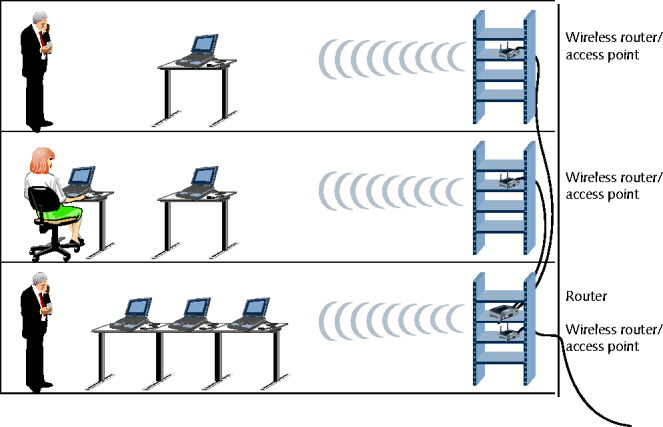 Wireless router/
access point
Wireless router/
access point
Router
Wireless router/
access point